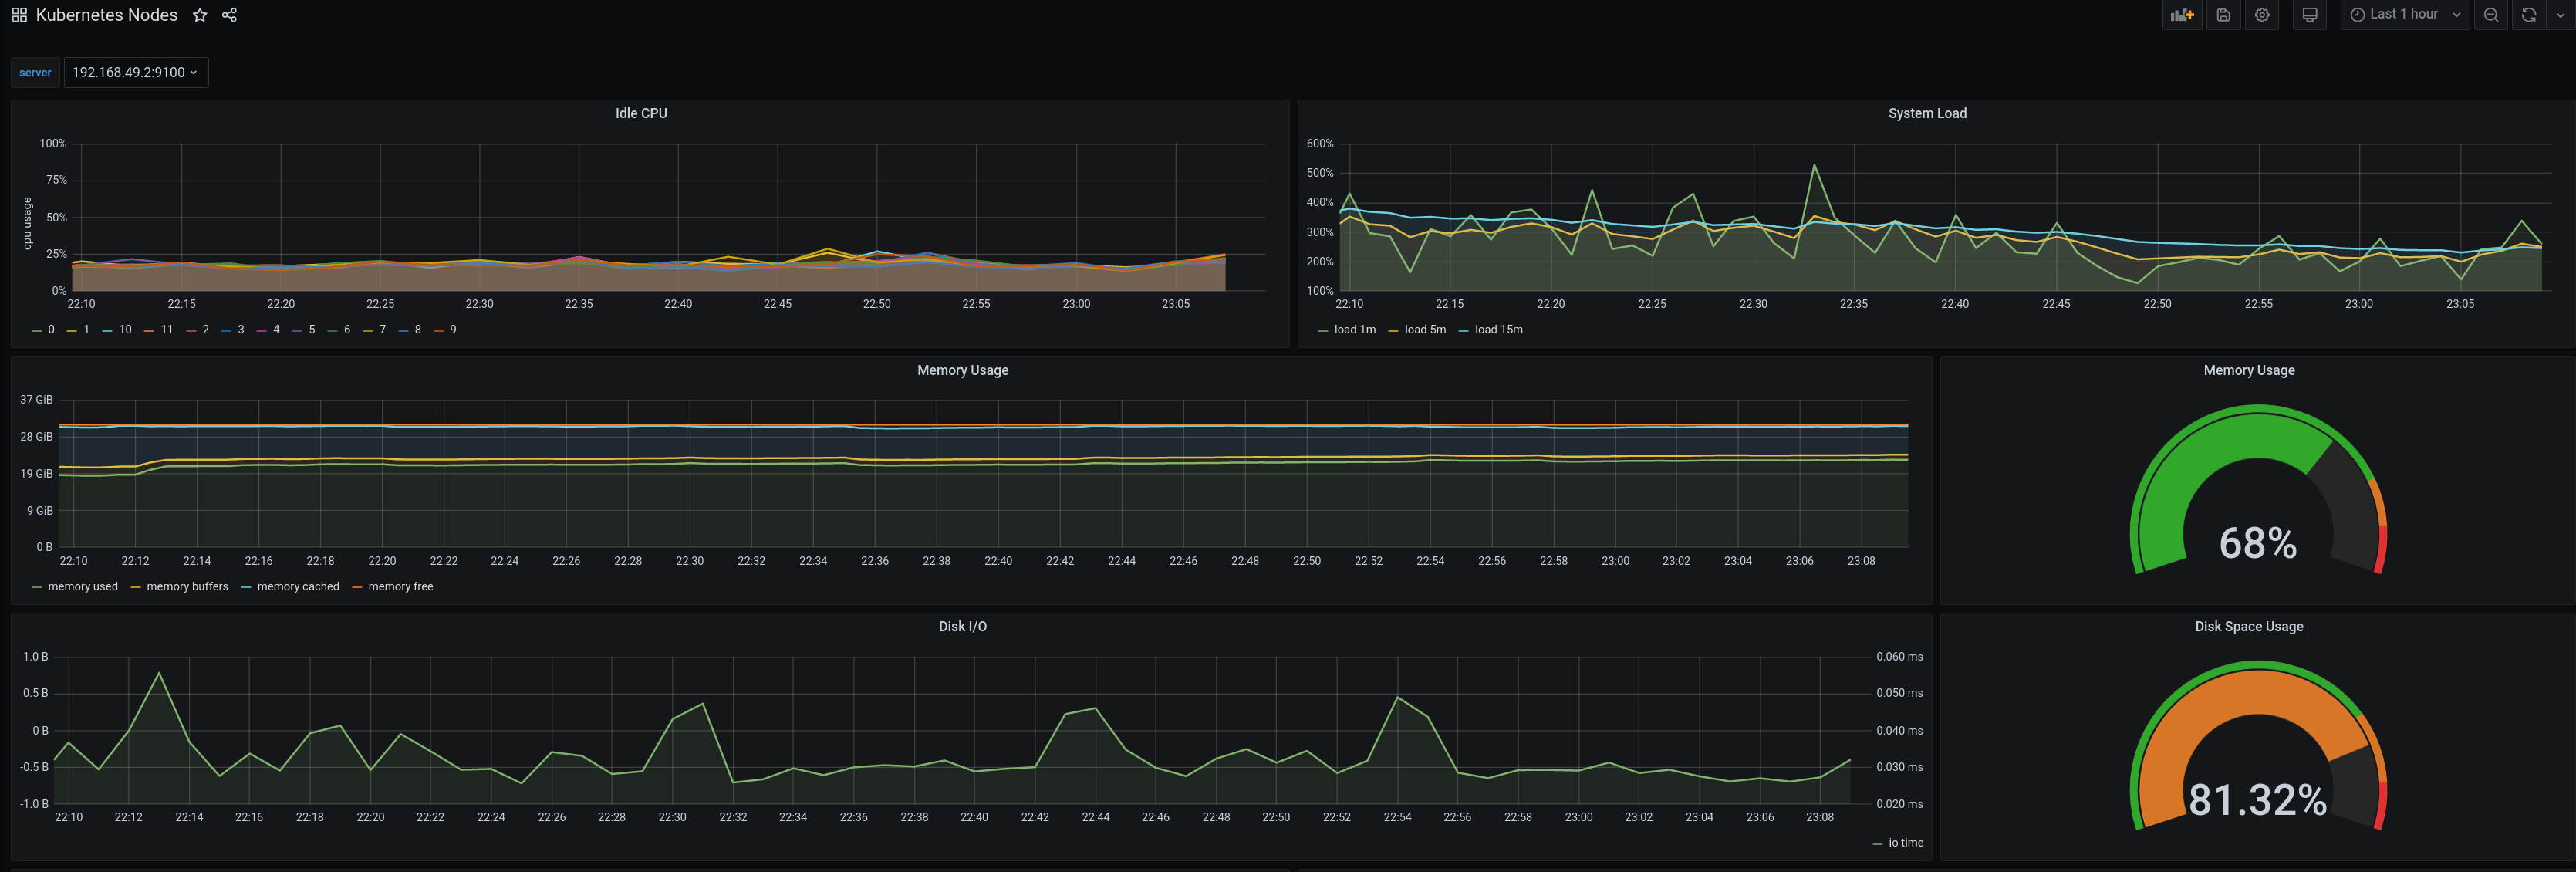 Kubernetes Nodes
Last 1 hour
server 192.168.49.2:9100
Idle CPU
cpu usage
100%
75%
50%
25%
0%
22:10 22:15 22:20 22:25 22:30 22:35 22:40 22:45 22:50 22:55 23:00 23:05
0 1 10 11 2 3 4 5 6 7 8 9
System Load
600%
500%
400%
300%
200%
100%
22:10 22:15 22:20 22:25 22:30 22:35 22:40 22:45 22:50 22:55 23:00 23:05
load 1m load 5m load 15m
Memory Usage
37 GiB
28 GiB
19 GiB
9 GiB
0 B
22:10 22:12 22:14 22:16 22:18 22:20 22:22 22:24 22:26 22:28 22:30 22:32 22:34 22:36 22:38 22:40 22:42 22:44 22:46 22:48 22:50 22:52 22:54 22:56 22:58 23:00 23:02 23:04 23:06 23:08
memory used memory buffers memory cached memory free
Memory Usage
68%
Disk I/O
1.0 B
0.5 B
0 B
-0.5 B
-1.0 B
0.060 ms
0.050 ms
0.040 ms
0.030 ms
0.020 ms
22:10 22:12 22:14 22:16 22:18 22:20 22:22 22:24 22:26 22:28 22:30 22:32 22:34 22:36 22:38 22:40 22:42 22:44 22:46 22:48 22:50 22:52 22:54 22:56 22:58 23:00 23:02 23:04 23:06 23:08
io time
Disk Space Usage
81.32%